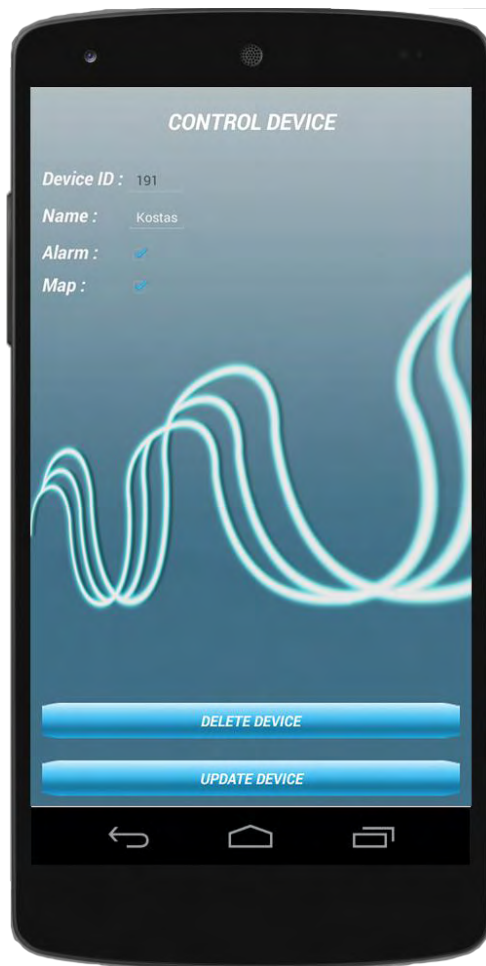 CONTROL DEVICE
Device ID : 191
Name : Kostas
Alarm :
Map :
DELETE DEVICE
UPDATE DEVICE